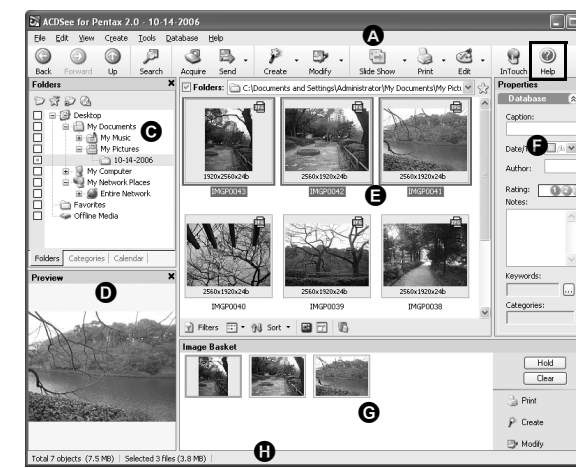 ACDSee for Pentax 2.0 - 10-14-2006
File Edit View Create Tools Database Help
A
Back Forward Up Search Acquire Send Create Modify Slide Show Print Edit InTouch Help
Folders
Folders: C:\Documents and Settings\Administrator\My Documents\My Pict
Properties
Database
Desktop
My Documents
C
My Music
My Pictures
10-14-2006
My Computer
My Network Places
Entire Network
Favorites
Offline Media
Folders Categories Calendar
1920x2560x24b 2560x1920x24b 2560x1920x24b
IMGP0043 IMGP0042 IMGP0041
E
2560x1920x24b 2560x1920x24b 2560x1920x24b
IMGP0040 IMGP0039 IMGP0038
Filters Sort
Caption:
F
Author:
Rating: 1 2
Notes:
Keywords:
...
Categories:
Preview
D
Image Basket
G
Hold
Clear
Print
Create
Modify
Total 7 objects (7.5 MB) Selected 3 files (3.8 MB)
H